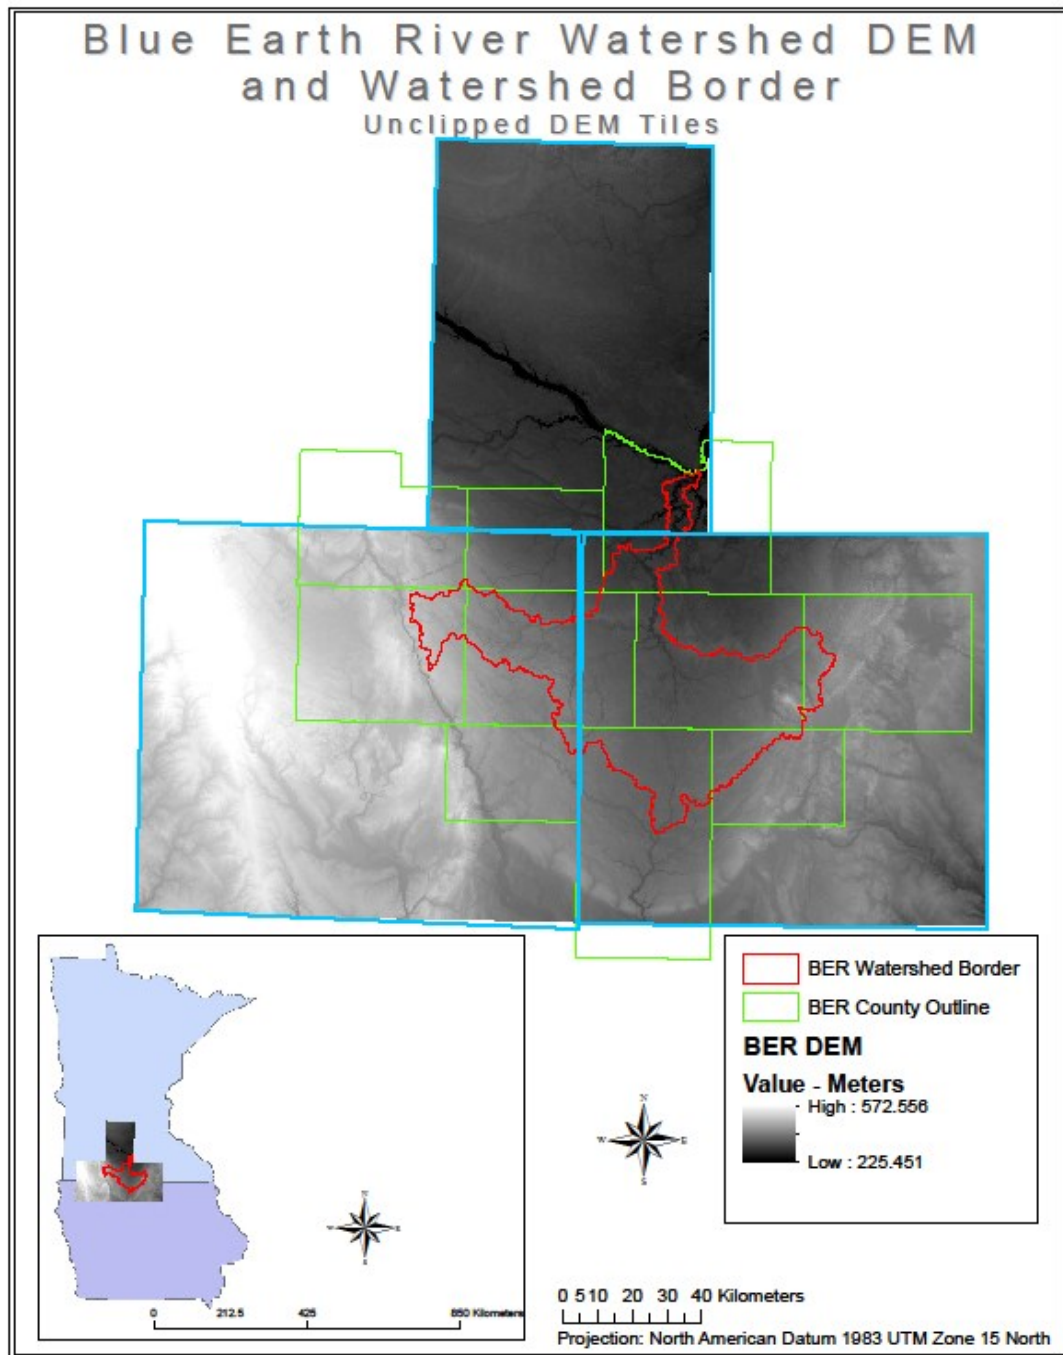 Blue Earth River Watershed DEM
and Watershed Border
Unclipped DEM Tiles
BER Watershed Border
BER County Outline
BER DEM
Value - Meters
High : 572.556
Low : 225.451
N
W E
S
N
W E
S
0 212.5 425 850 Kilometers
0 5 10 20 30 40 Kilometers
Projection: North American Datum 1983 UTM Zone 15 North